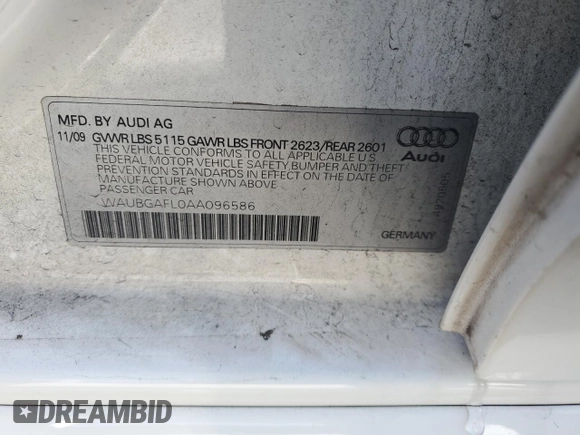 MFD. BY AUDI AG
11/09 GVWR LBS 5115 GAWR LBS FRONT 2623/REAR 2601
THIS VEHICLE CONFORMS TO ALL APPLICABLE U.S.
FEDERAL MOTOR VEHICLE SAFETY, BUMPER AND THEFT
PREVENTION STANDARDS IN EFFECT ON THE DATE OF
MANUFACTURE SHOWN ABOVE
PASSENGER CAR
WAUBGAFL0AA096586
Audi
GERMANY
DREAMBID